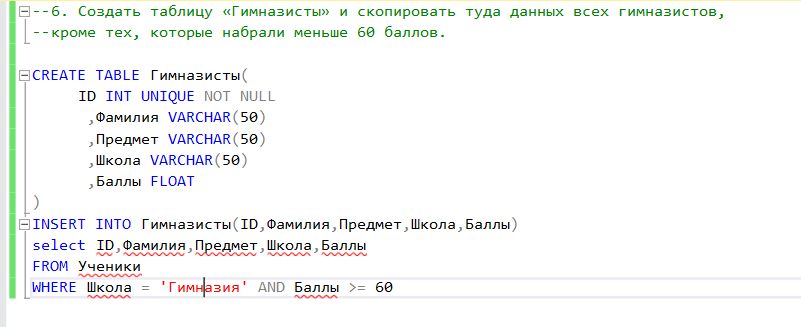 --6. Создать таблицу «Гимназисты» и скопировать туда данных всех гимназистов,
--кроме тех, которые набрали меньше 60 баллов.
CREATE TABLE Гимназисты(
ID INT UNIQUE NOT NULL
,Фамилия VARCHAR(50)
,Предмет VARCHAR(50)
,Школа VARCHAR(50)
,Баллы FLOAT
)
INSERT INTO Гимназисты(ID,Фамилия,Предмет,Школа,Баллы)
select ID,Фамилия,Предмет,Школа,Баллы
FROM Ученики
WHERE Школа = 'Гимназия' AND Баллы >= 60